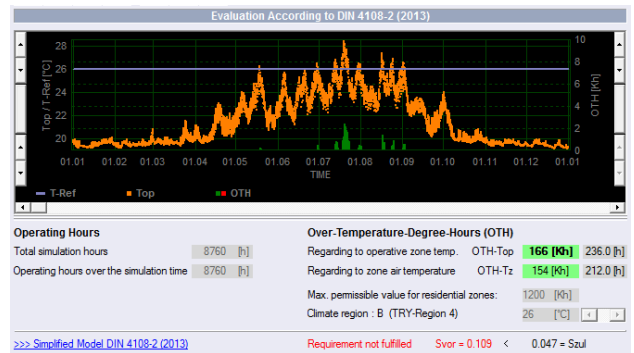 Evaluation According to DIN 4108-2 (2013)
28
26
24
22
20
Top / T-Ref [°C]
10
8
6
4
2
0
OTH [Kh]
01.01 01.02 01.03 01.04 01.05 01.06 01.07 01.08 01.09 01.10 01.11 01.12 01.01
TIME
T-Ref Top OTH
Operating Hours
Total simulation hours 8760 [h]
Operating hours over the simulation time 8760 [h]
Over-Temperature-Degree-Hours (OTH)
Regarding to operative zone temp. OTH-Top 166 [Kh] 236.0 [h]
Regarding to zone air temperature OTH-Tz 154 [Kh] 212.0 [h]
Max. permissible value for residential zones: 1200 [Kh]
Climate region : B (TRY-Region 4) 26 [°C]
>>> Simplified Model DIN 4108-2 (2013)
Requirement not fulfilled Svor = 0.109 < 0.047 = Szul